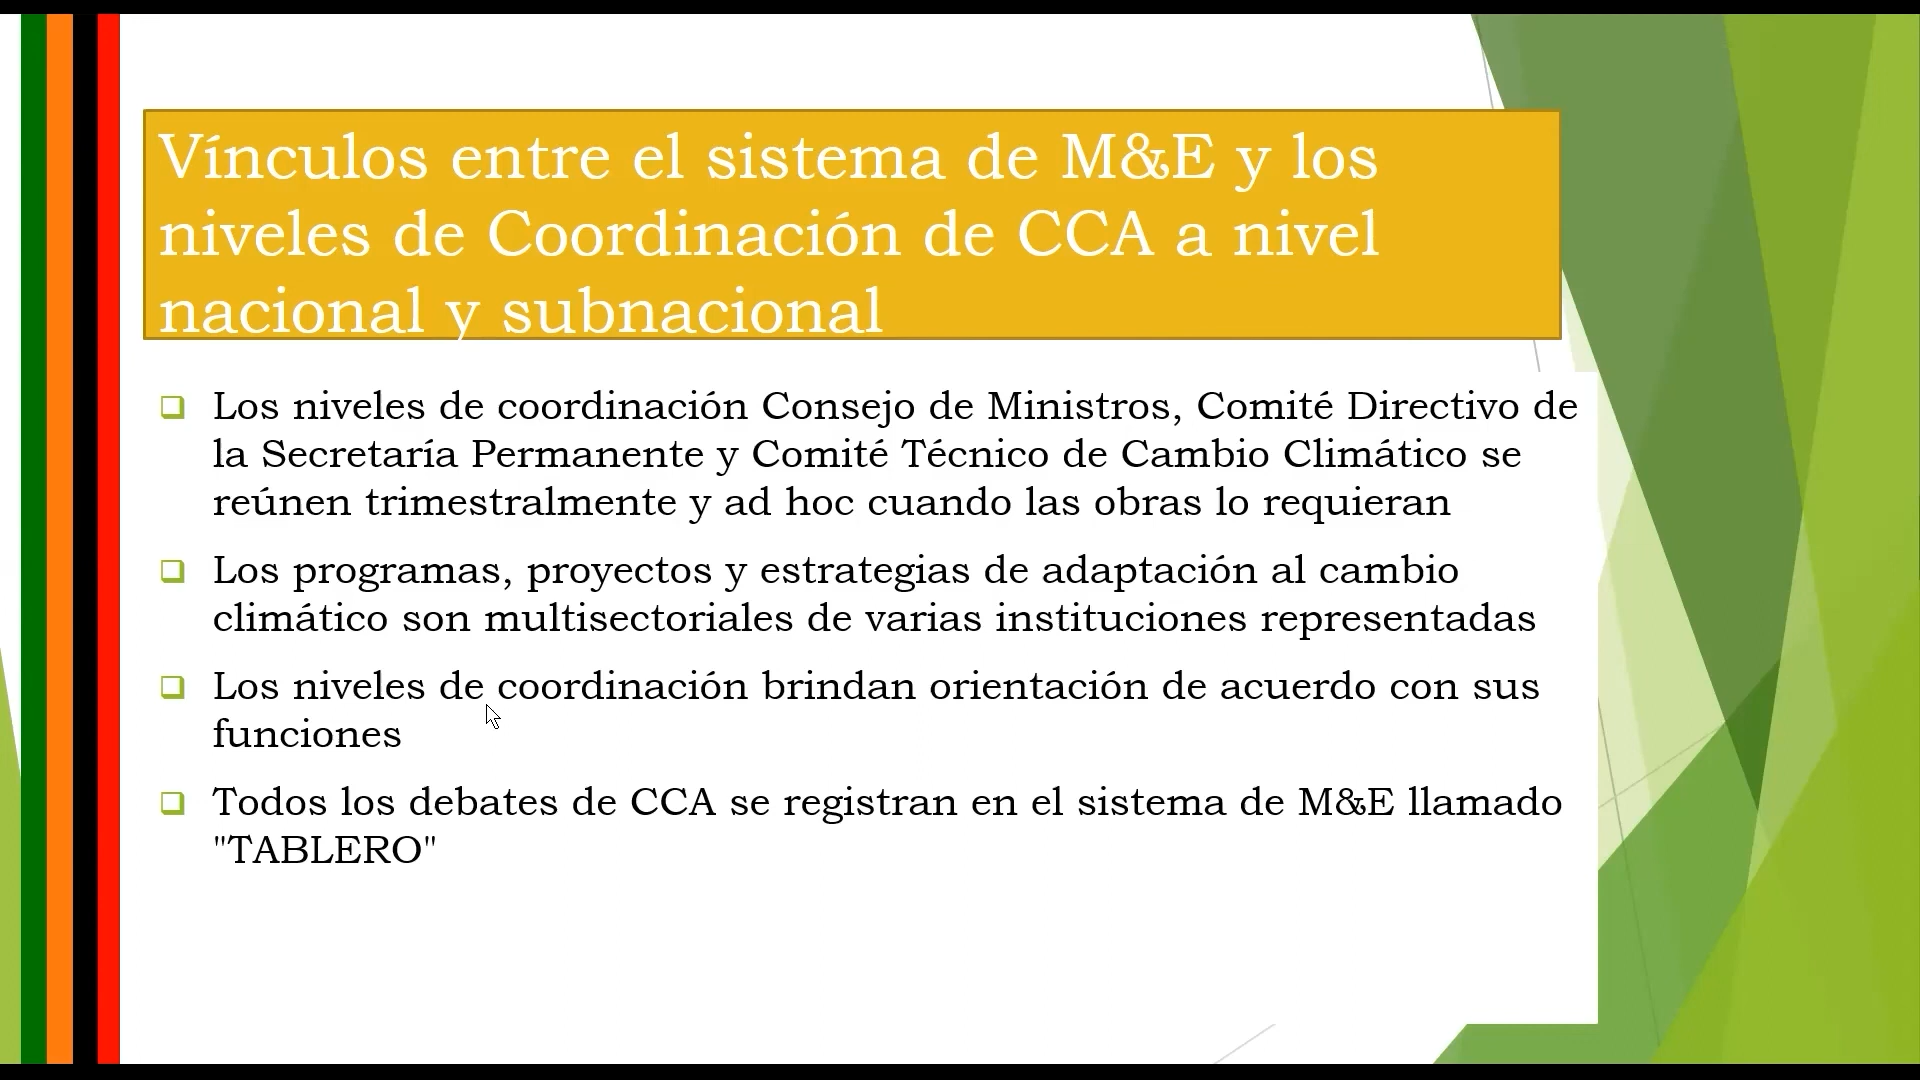 Vínculos entre el sistema de M&E y los
niveles de Coordinación de CCA a nivel
nacional y subnacional
Los niveles de coordinación Consejo de Ministros, Comité Directivo de
la Secretaría Permanente y Comité Técnico de Cambio Climático se
reúnen trimestralmente y ad hoc cuando las obras lo requieran
Los programas, proyectos y estrategias de adaptación al cambio
climático son multisectoriales de varias instituciones representadas
Los niveles de coordinación brindan orientación de acuerdo con sus
funciones
Todos los debates de CCA se registran en el sistema de M&E llamado
"TABLERO"